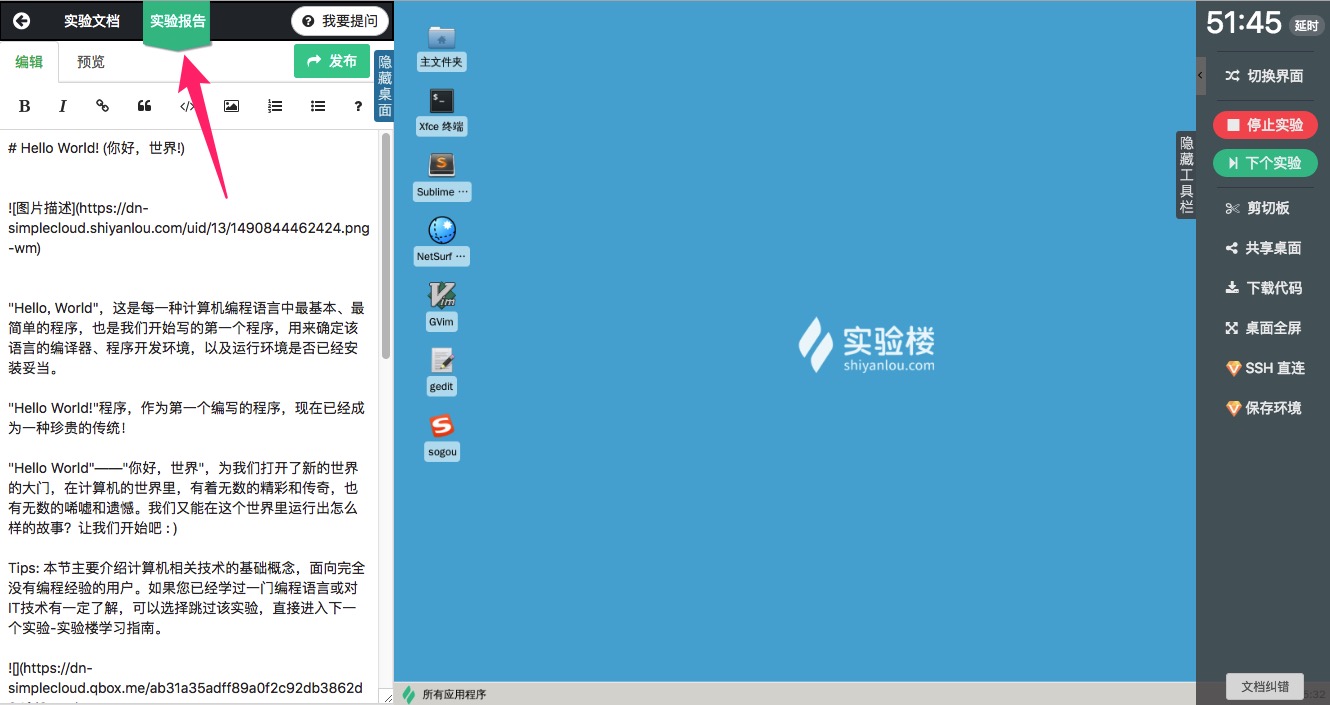 实验文档 实验报告 我要提问
编辑 预览 发布
隐藏桌面
B I </> ?
# Hello World! (你好，世界!)
![图片描述](https://dn-
simplecloud.shiyanlou.com/uid/13/1490844462424.png
-wm)
"Hello, World"，这是每一种计算机编程语言中最基本、最
简单的程序，也是我们开始写的第一个程序，用来确定该
语言的编译器、程序开发环境，以及运行环境是否已经安
装妥当。
"Hello World!"程序，作为第一个编写的程序，现在已经成
为一种珍贵的传统！
"Hello World"——"你好，世界"，为我们打开了新的世界
的大门，在计算机的世界里，有着无数的精彩和传奇，也
有无数的唏嘘和遗憾。我们又能在这个世界里运行出怎么
样的故事？让我们开始吧 : )
Tips: 本节主要介绍计算机相关技术的基础概念，面向完全
没有编程经验的用户。如果您已经学过一门编程语言或对
IT技术有一定了解，可以选择跳过该实验，直接进入下一
个实验-实验楼学习指南。
![](https://dn-
simplecloud.qbox.me/ab31a35adff89a0f2c92db3862d
主文件夹
Xfce 终端
Sublime ···
NetSurf ···
GVim
gedit
sogou
实验楼
shiyanlou.com
所有应用程序
隐藏工具栏
51:45 延时
切换界面
停止实验
下个实验
剪切板
共享桌面
下载代码
桌面全屏
SSH 直连
保存环境
文档纠错